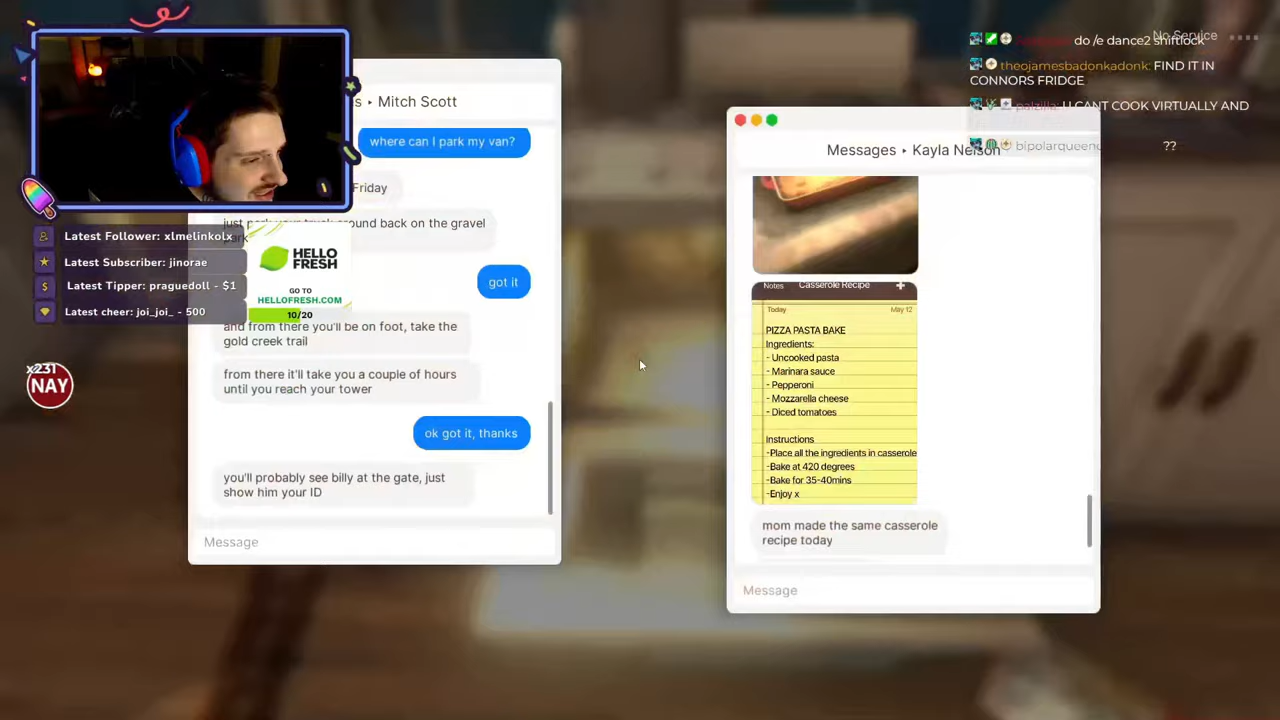 s ▸ Mitch Scott
where can I park my van?
Friday
just park your truck around back on the gravel
park
got it
and from there you'll be on foot, take the
gold creek trail
from there it'll take you a couple of hours
until you reach your tower
ok got it, thanks
you'll probably see billy at the gate, just
show him your ID
Message
Latest Follower: xlmelinkolx
Latest Subscriber: jinorae
Latest Tipper: praguedoll - $1
Latest cheer: joi_joi_ - 500
HELLO
FRESH
GO TO
HELLOFRESH.COM
10/20
x231
NAY
Messages ▸ Kayla Nelson
Notes Casserole Recipe +
Today May 12
PIZZA PASTA BAKE
Ingredients:
- Uncooked pasta
- Marinara sauce
- Pepperoni
- Mozzarella cheese
- Diced tomatoes
Instructions
-Place all the ingredients in casserole
-Bake at 420 degrees
-Bake for 35-40mins
-Enjoy x
mom made the same casserole
recipe today
Message
No Service
do /e dance2 shiftlock
theojamesbadonkadonk: FIND IT IN
CONNORS FRIDGE
palzilla: U CANT COOK VIRTUALLY AND
bipolarqueen ??